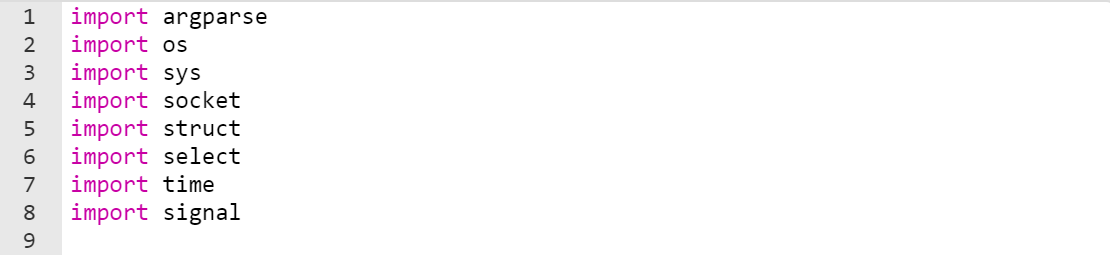 1 import argparse
2 import os
3 import sys
4 import socket
5 import struct
6 import select
7 import time
8 import signal
9